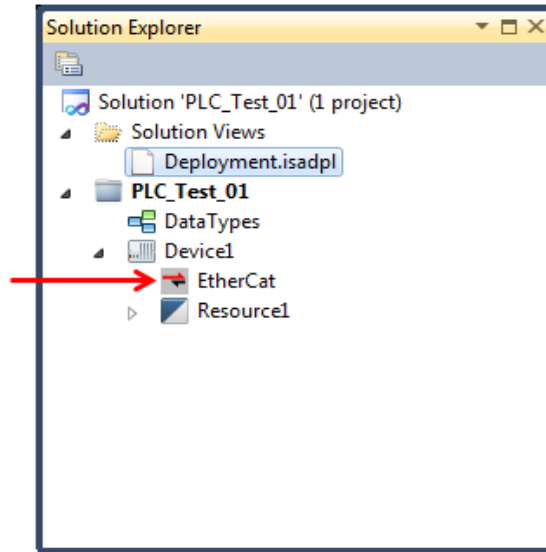 Solution Explorer
Solution 'PLC_Test_01' (1 project)
Solution Views
Deployment.isadpl
PLC_Test_01
DataTypes
Device1
EtherCat
Resource1